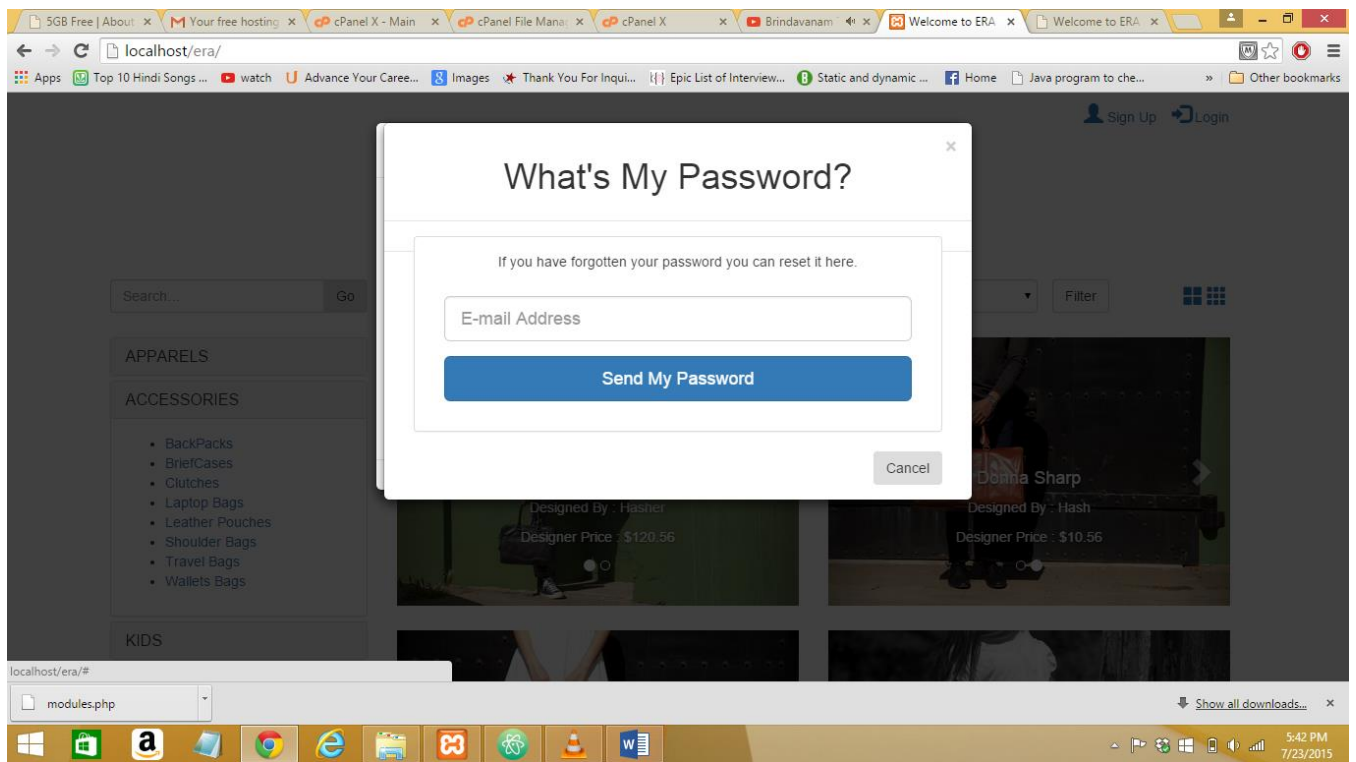 5GB Free | About
Your free hosting
cPanel X - Main
cPanel File Mana
cPanel X
Brindavanam
Welcome to ERA
Welcome to ERA
localhost/era/
Apps
Top 10 Hindi Songs ...
watch
Advance Your Caree...
Images
Thank You For Inqui...
Epic List of Interview...
Static and dynamic ...
Home
Java program to che...
»
Other bookmarks
Sign Up
Login
×
What's My Password?
If you have forgotten your password you can reset it here.
E-mail Address
Send My Password
Cancel
Search...
Go
Filter
APPARELS
ACCESSORIES
BackPacks
BriefCases
Clutches
Laptop Bags
Leather Pouches
Shoulder Bags
Travel Bags
Wallets Bags
KIDS
Designed By : Hasher
Designer Price : $120.56
Donna Sharp
Designed By : Hash
Designer Price : $10.56
localhost/era/#
modules.php
Show all downloads...
5:42 PM
7/23/2015